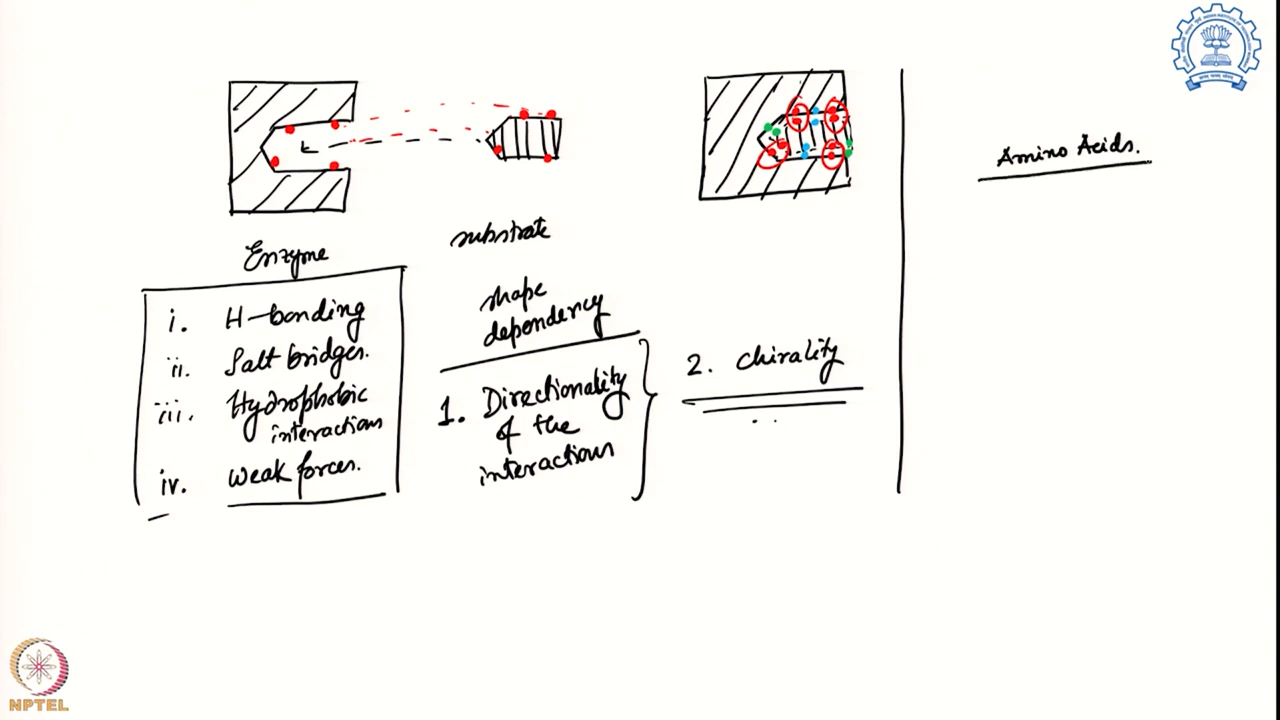 Enzyme
substrate
i. H-bonding
ii. Salt bridges.
iii. Hydrophobic
interactions
iv. weak forces.
shape
dependency
1. Directionality
of the
interactions
2. chirality
Amino Acids.
NPTEL